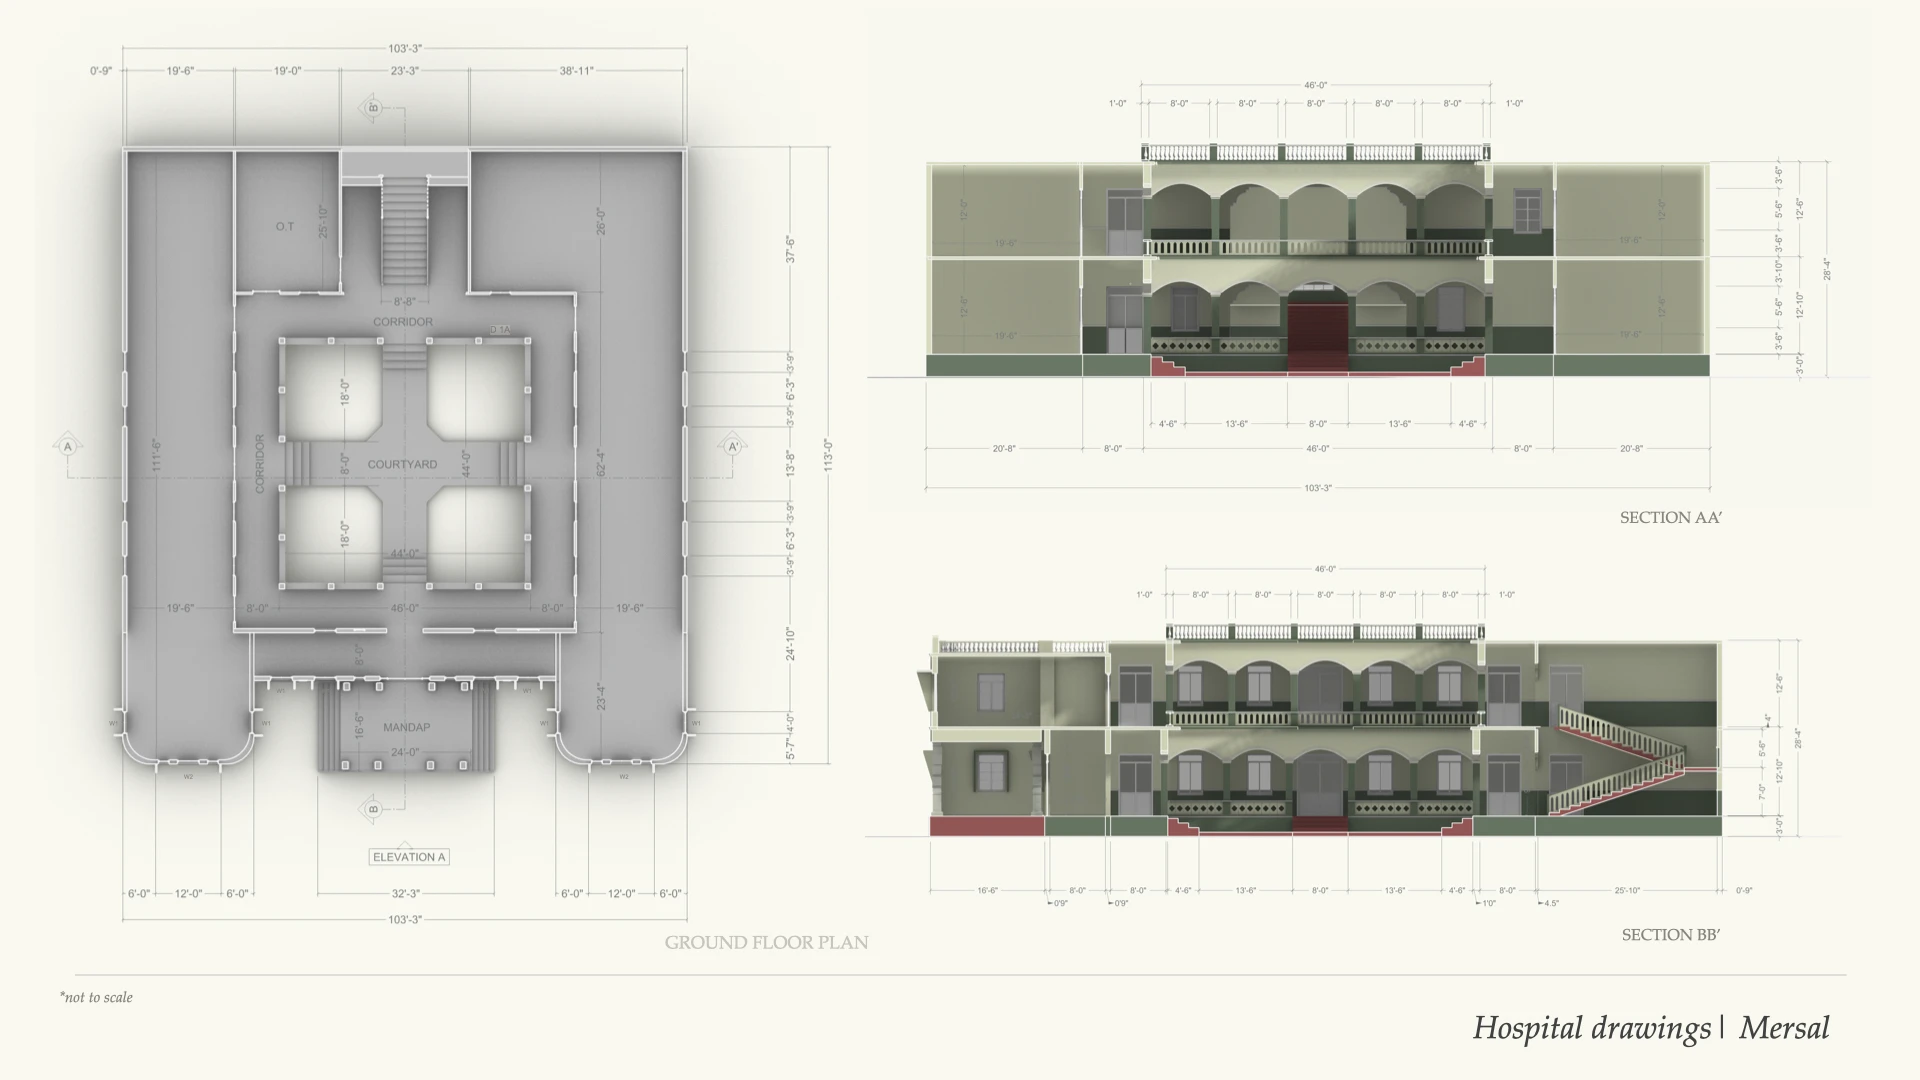 103'-3"
0'-9" 19'-6" 19'-0" 23'-3" 38'-11"
B'
O.T
25'-10"
26'-0"
37'-6"
8'-8"
CORRIDOR
D 1A
3'-9"
18'-0"
6'-3"
3'-9"
A
A'
111'-6"
CORRIDOR
8'-0"
COURTYARD
44'-0"
62'-4"
13'-8"
113'-0"
3'-9"
18'-0"
6'-3"
44'-0"
3'-9"
19'-6" 8'-0" 46'-0" 8'-0" 19'-6"
24'-10"
8'-0"
W1 W1
23'-4"
16'-6"
MANDAP
24'-0"
W1 W1 W1 W1
4'-0"
5'-7"
W2 W2
B
ELEVATION A
6'-0" 12'-0" 6'-0" 32'-3" 6'-0" 12'-0" 6'-0"
103'-3"
GROUND FLOOR PLAN
46'-0"
1'-0" 8'-0" 8'-0" 8'-0" 8'-0" 8'-0" 1'-0"
12'-0" 12'-0"
19'-6" 19'-6"
12'-6" 12'-6"
19'-6" 19'-6"
3'-6"
5'-6"
3'-6"
3'-10"
5'-6"
3'-6"
12'-6"
12'-10"
3'-0"
28'-4"
4'-6" 13'-6" 8'-0" 13'-6" 4'-6"
20'-8" 8'-0" 46'-0" 8'-0" 20'-8"
103'-3"
SECTION AA'
46'-0"
1'-0" 8'-0" 8'-0" 8'-0" 8'-0" 8'-0" 1'-0"
4"
5'-6"
7'-0"
12'-6"
12'-10"
3'-0"
28'-4"
16'-6" 8'-0" 8'-0" 4'-6" 13'-6" 8'-0" 13'-6" 4'-6" 8'-0" 25'-10" 0'-9"
0'9" 0'9" 1'0" 4.5"
SECTION BB'
*not to scale
Hospital drawings | Mersal